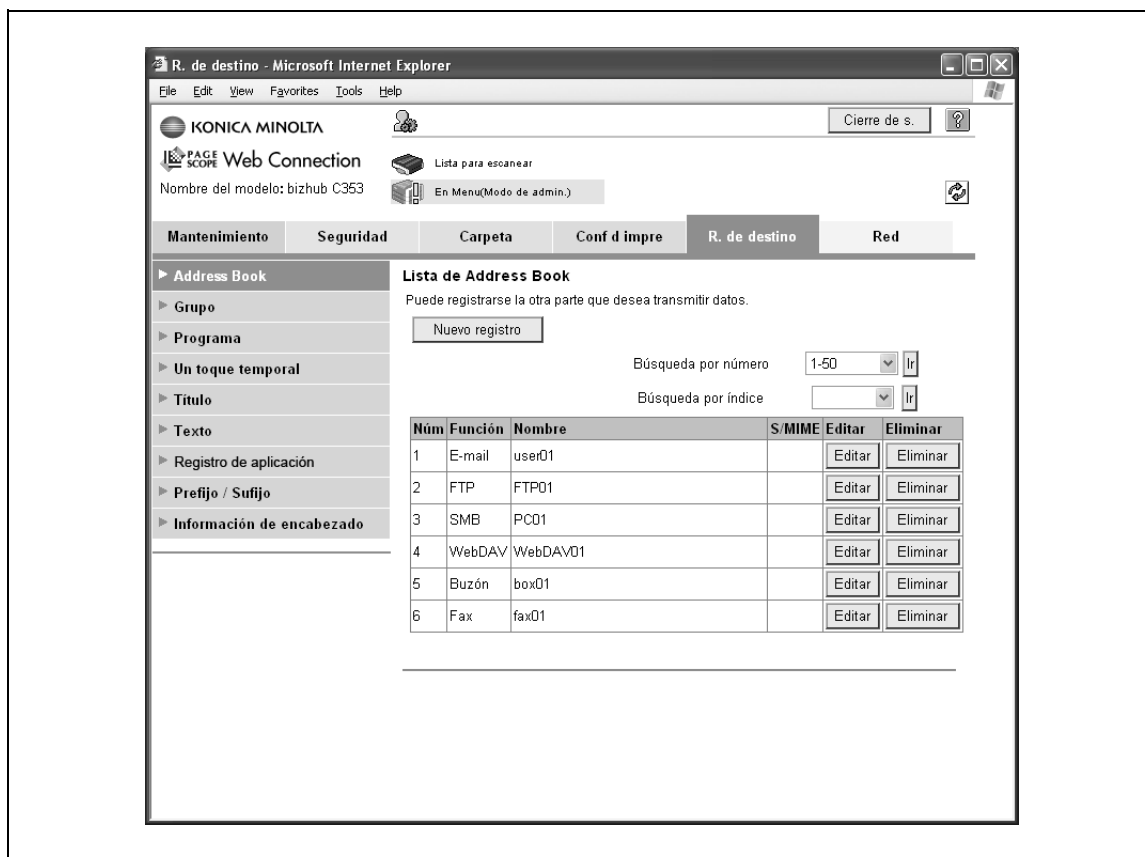 R. de destino - Microsoft Internet Explorer
File Edit View Favorites Tools Help
KONICA MINOLTA
Cierre de s.
?
PAGE SCOPE Web Connection
Lista para escanear
Nombre del modelo: bizhub C353
En Menu(Modo de admin.)
Mantenimiento Seguridad Carpeta Conf d impre R. de destino Red
Address Book
Grupo
Programa
Un toque temporal
Título
Texto
Registro de aplicación
Prefijo / Sufijo
Información de encabezado
Lista de Address Book
Puede registrarse la otra parte que desea transmitir datos.
Nuevo registro
Búsqueda por número 1-50 Ir
Búsqueda por índice Ir
Núm Función Nombre S/MIME Editar Eliminar
1 E-mail user01 Editar Eliminar
2 FTP FTP01 Editar Eliminar
3 SMB PC01 Editar Eliminar
4 WebDAV WebDAV01 Editar Eliminar
5 Buzón box01 Editar Eliminar
6 Fax fax01 Editar Eliminar